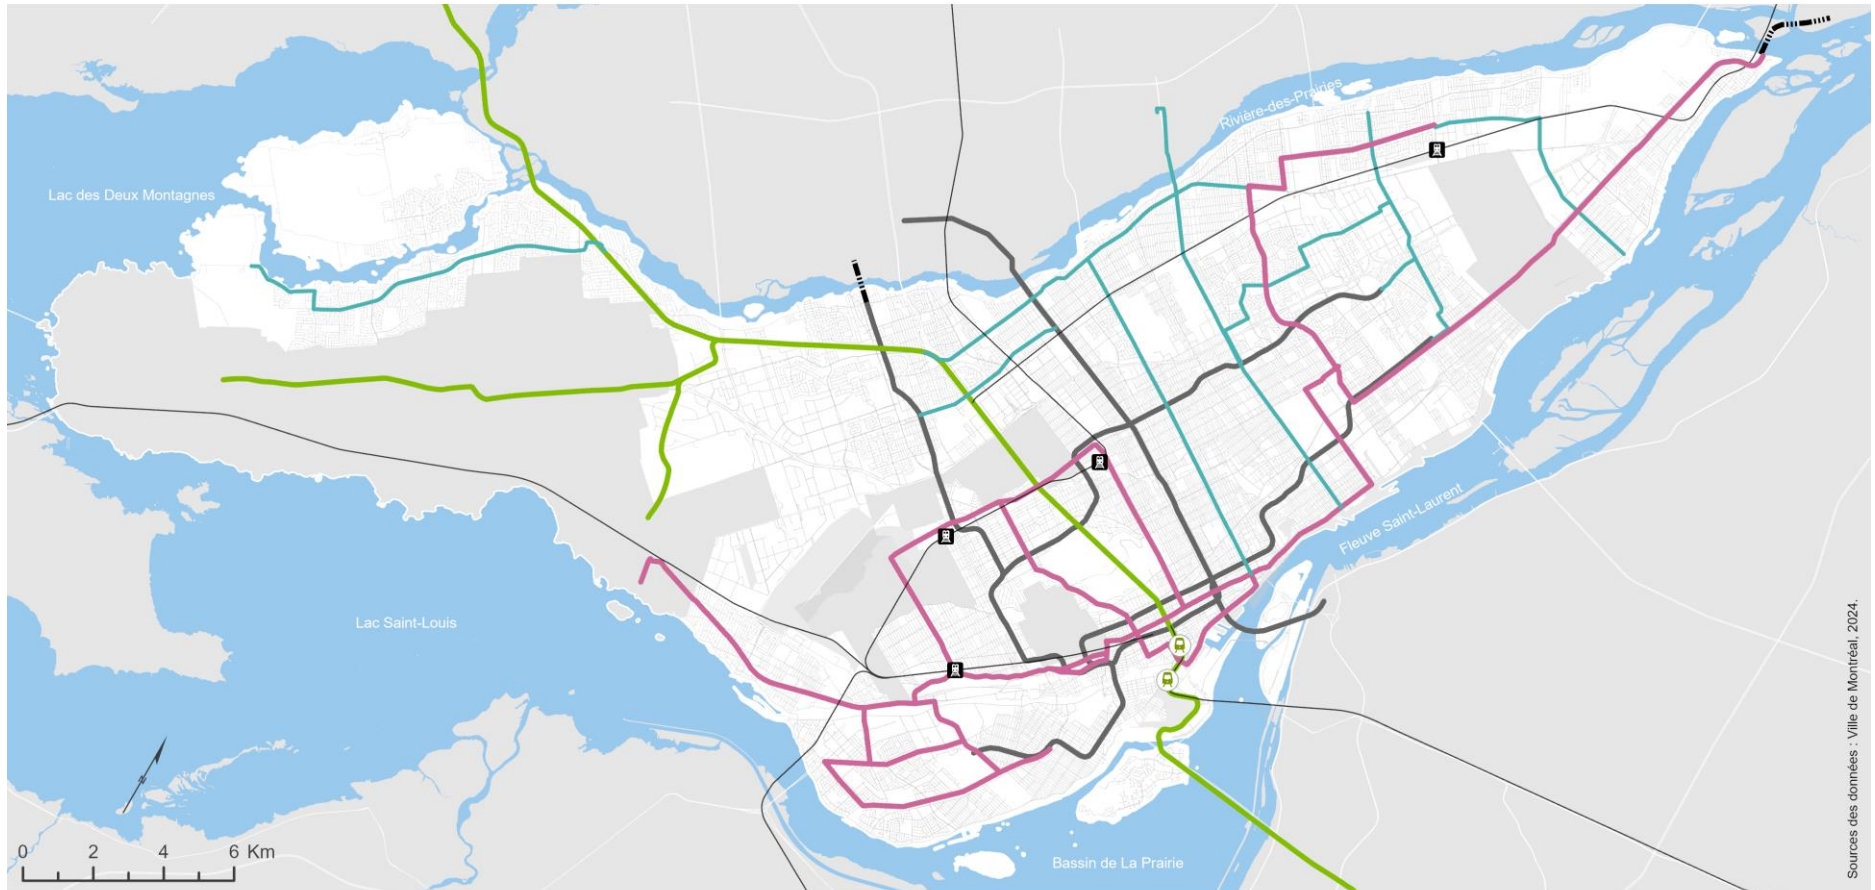 Rivière-des-Prairies
Lac des Deux Montagnes
Fleuve Saint-Laurent
Lac Saint-Louis
N
0 2 4 6 Km
Bassin de La Prairie
Sources des données : Ville de Montréal, 2024.